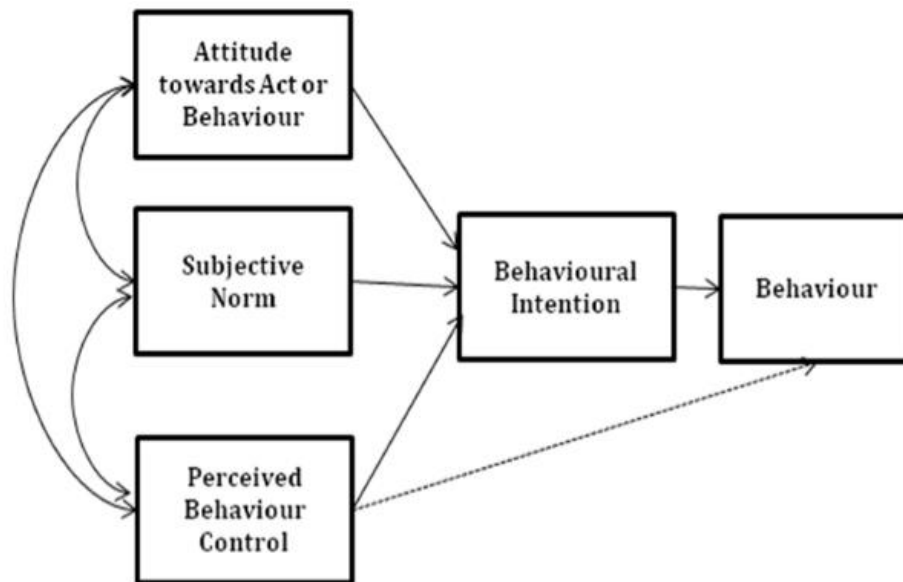 Attitude
towards Act or
Behaviour
Subjective
Norm
Behavioural
Intention
Behaviour
Perceived
Behaviour
Control